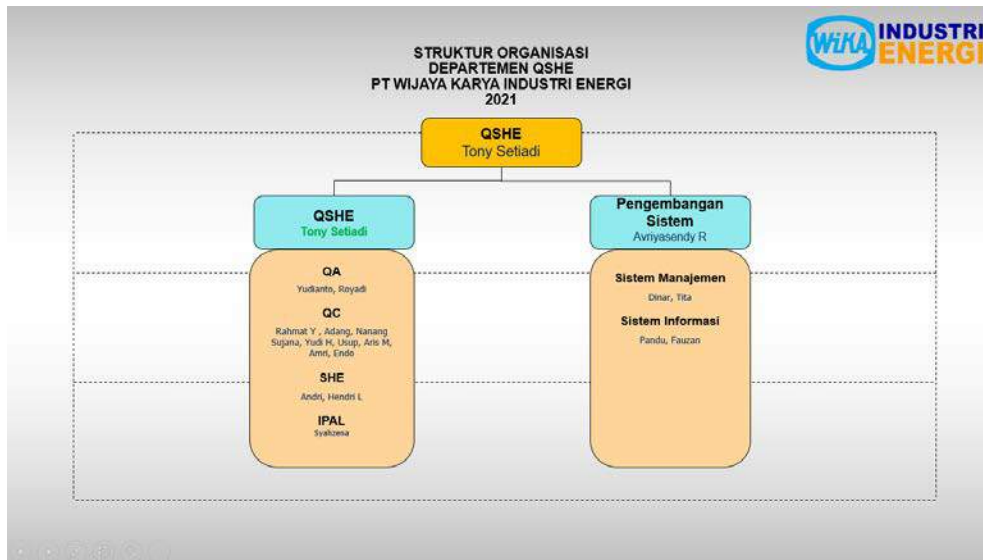 WIKA INDUSTRI
ENERGI
STRUKTUR ORGANISASI
DEPARTEMEN QSHE
PT WIJAYA KARYA INDUSTRI ENERGI
2021
QSHE
Tony Setiadi
QSHE
Tony Setiadi
QA
Yudianto, Royadi
QC
Rahmat Y , Adang, Nanang
Sujana, Yudi H, Usup, Aris M,
Amri, Endo
SHE
Andri, Hendri L
IPAL
Pengembangan
Sistem
Avriyasendy R
Sistem Manajemen
Dinar, Tita
Sistem Informasi
Pandu, Fauzan